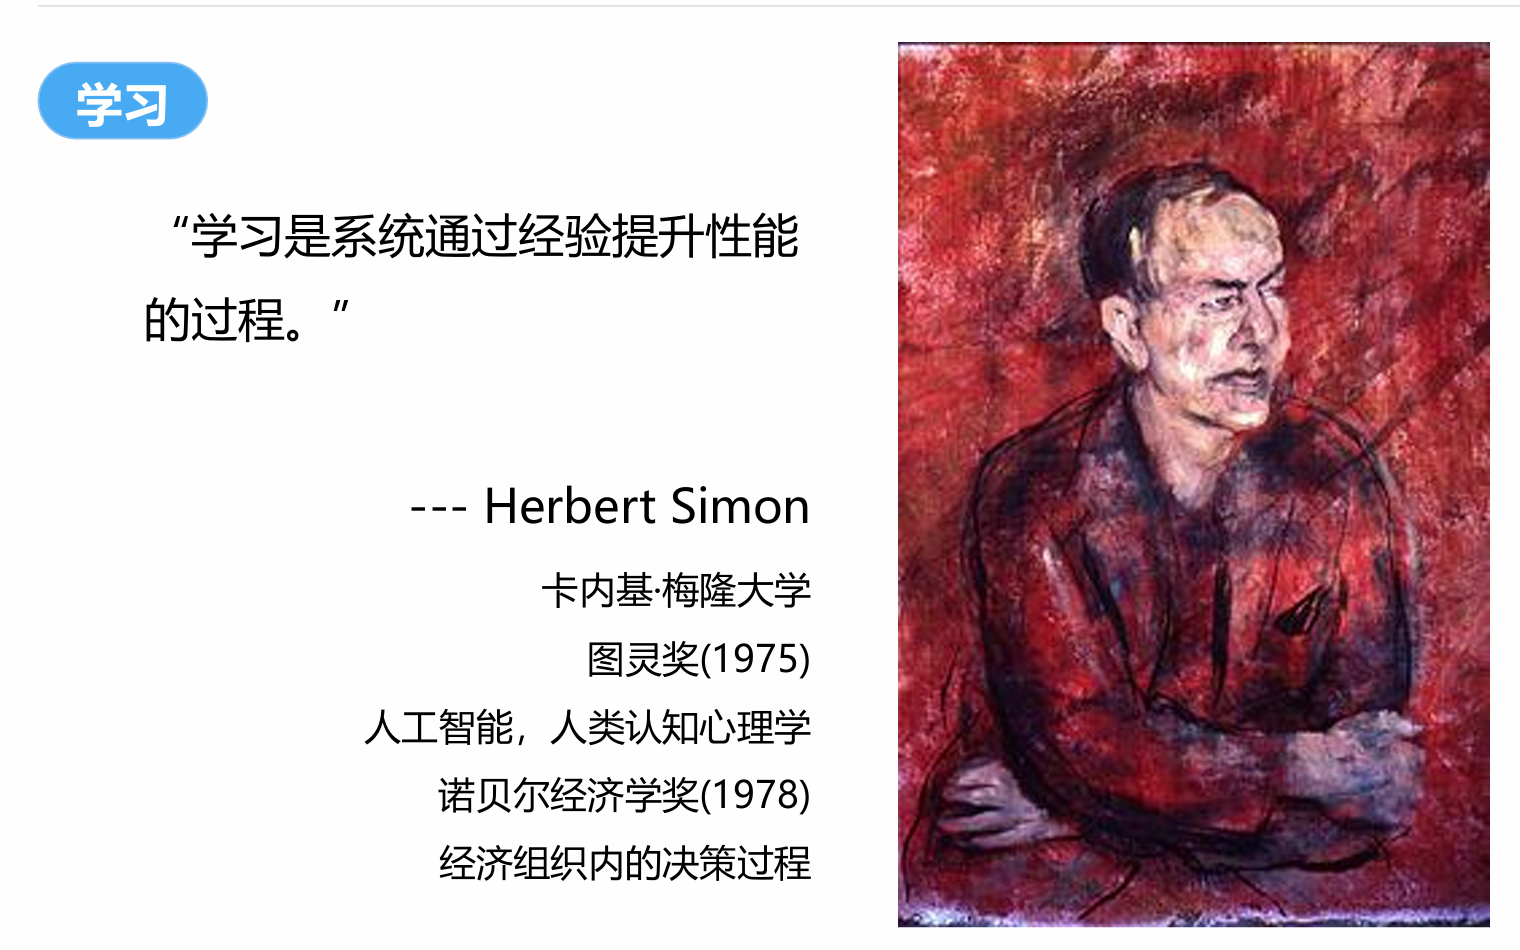 学习
“学习是系统通过经验提升性能
的过程。”
--- Herbert Simon
卡内基·梅隆大学
图灵奖(1975)
人工智能，人类认知心理学
诺贝尔经济学奖(1978)
经济组织内的决策过程